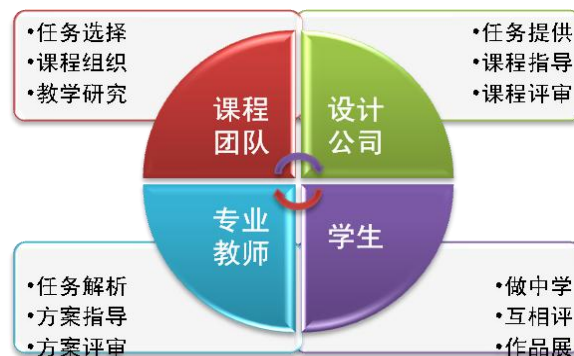 •任务选择
•课程组织
•教学研究
•任务提供
•课程指导
•课程评审
课程
团队
设计
公司
专业
教师
学生
•任务解析
•方案指导
•方案评审
•做中学
•互相评
•作品展